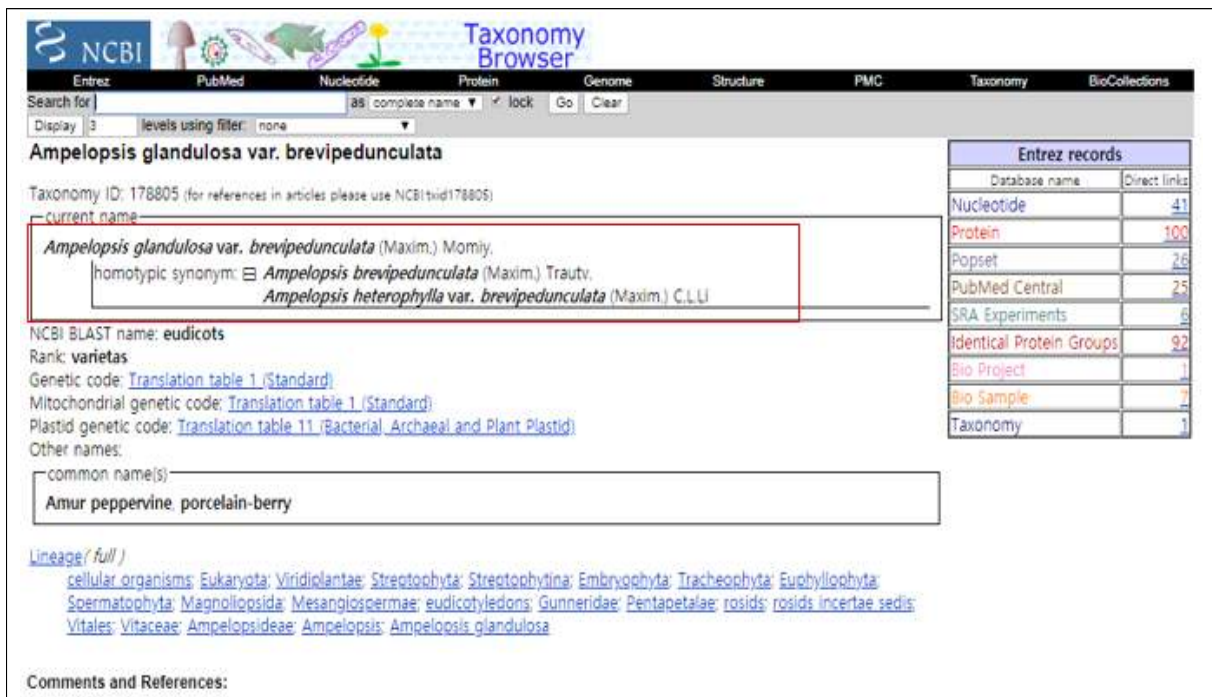 NCBI
Taxonomy
Browser
Entrez PubMed Nucleotide Protein Genome Structure PMC Taxonomy BioCollections
Search for as complete name lock Go Clear
Display 3 levels using filter: none
Ampelopsis glandulosa var. brevipedunculata
Taxonomy ID: 178805 (for references in articles please use NCBI:txid178805)
current name
Ampelopsis glandulosa var. brevipedunculata (Maxim.) Momiy.
homotypic synonym: Ampelopsis brevipedunculata (Maxim.) Trautv.
Ampelopsis heterophylla var. brevipedunculata (Maxim.) C.L.Li
NCBI BLAST name: eudicots
Rank: varietas
Genetic code: Translation table 1 (Standard)
Mitochondrial genetic code: Translation table 1 (Standard)
Plastid genetic code: Translation table 11 (Bacterial, Archaeal and Plant Plastid)
Other names:
common name(s)
Amur peppervine, porcelain-berry
Lineage( full )
cellular organisms; Eukaryota; Viridiplantae; Streptophyta; Streptophytina; Embryophyta; Tracheophyta; Euphyllophyta;
Spermatophyta; Magnoliopsida; Mesangiospermae; eudicotyledons; Gunneridae; Pentapetalae; rosids; rosids incertae sedis;
Vitales; Vitaceae; Ampelopsideae; Ampelopsis; Ampelopsis glandulosa
Comments and References:
Entrez records
Database name Direct links
Nucleotide 41
Protein 100
Popset 26
PubMed Central 25
SRA Experiments 6
Identical Protein Groups 92
Bio Project 1
Bio Sample 7
Taxonomy 1